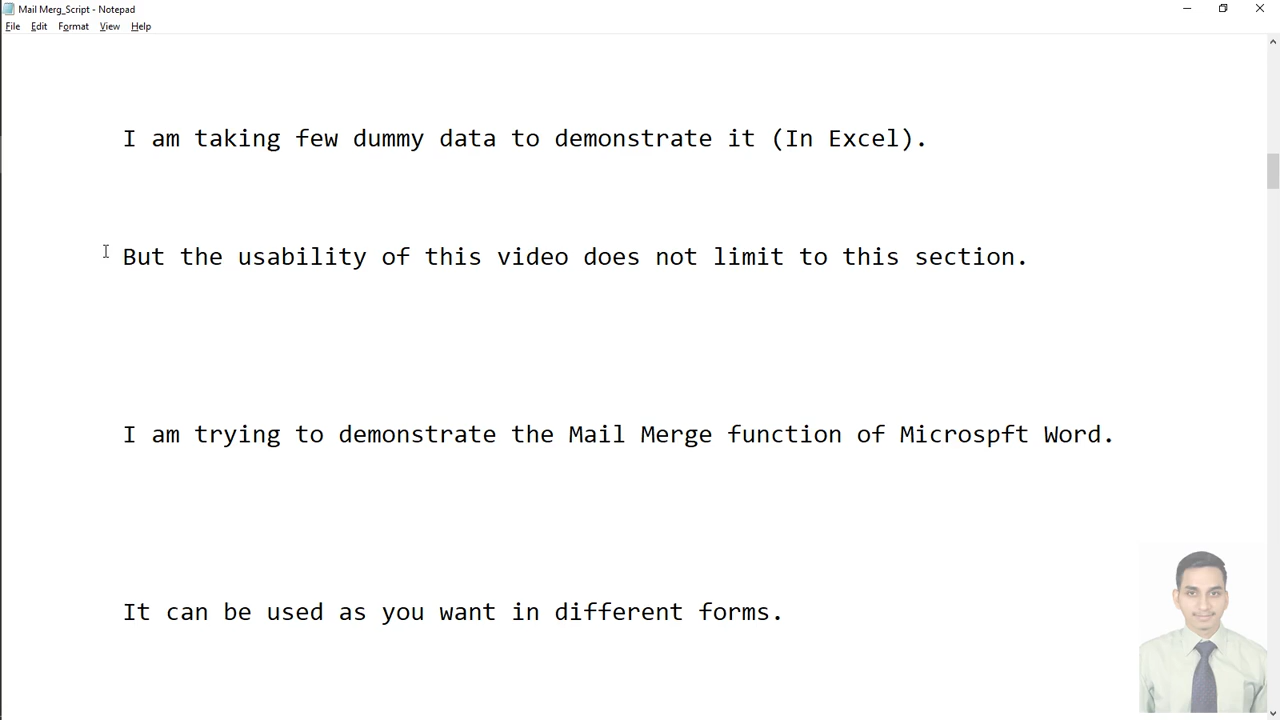 Mail Merg_Script - Notepad
File Edit Format View Help
I am taking few dummy data to demonstrate it (In Excel).
But the usability of this video does not limit to this section.
I am trying to demonstrate the Mail Merge function of Microspft Word.
It can be used as you want in different forms.